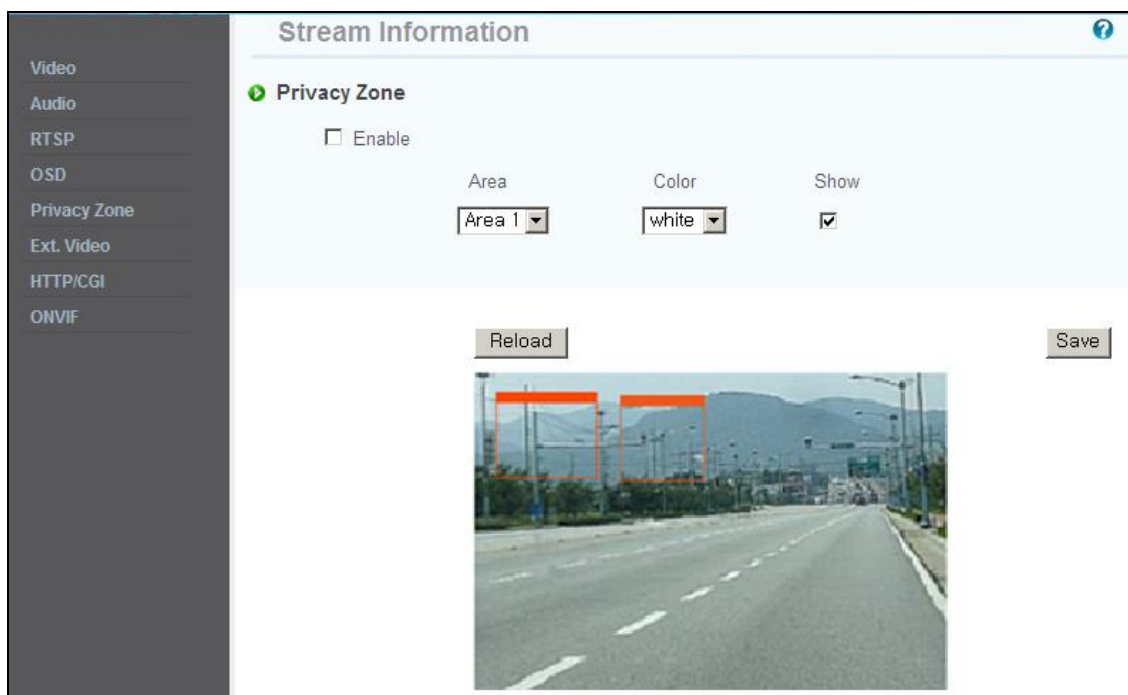 Stream Information
Video
Audio
RTSP
OSD
Privacy Zone
Ext. Video
HTTP/CGI
ONVIF
Privacy Zone
Enable
Area Color Show
Area 1 white
Reload Save